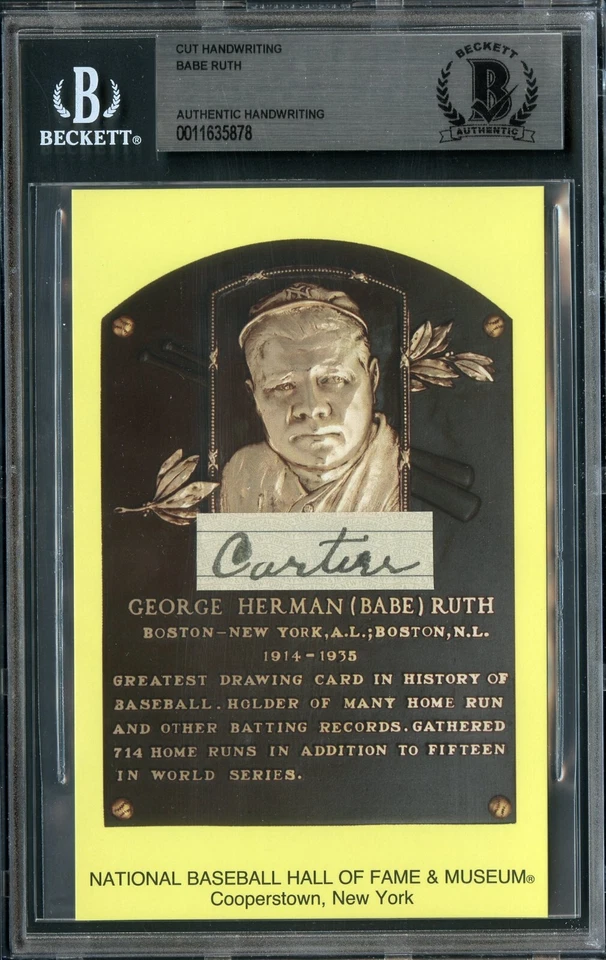 B
BECKETT®
CUT HANDWRITING
BABE RUTH
AUTHENTIC HANDWRITING
0011635878
BECKETT
B
AUTHENTIC
Cartier
GEORGE HERMAN (BABE) RUTH
BOSTON–NEW YORK, A.L.; BOSTON, N.L.
1914–1935
GREATEST DRAWING CARD IN HISTORY OF
BASEBALL. HOLDER OF MANY HOME RUN
AND OTHER BATTING RECORDS. GATHERED
714 HOME RUNS IN ADDITION TO FIFTEEN
IN WORLD SERIES.
NATIONAL BASEBALL HALL OF FAME & MUSEUM®
Cooperstown, New York